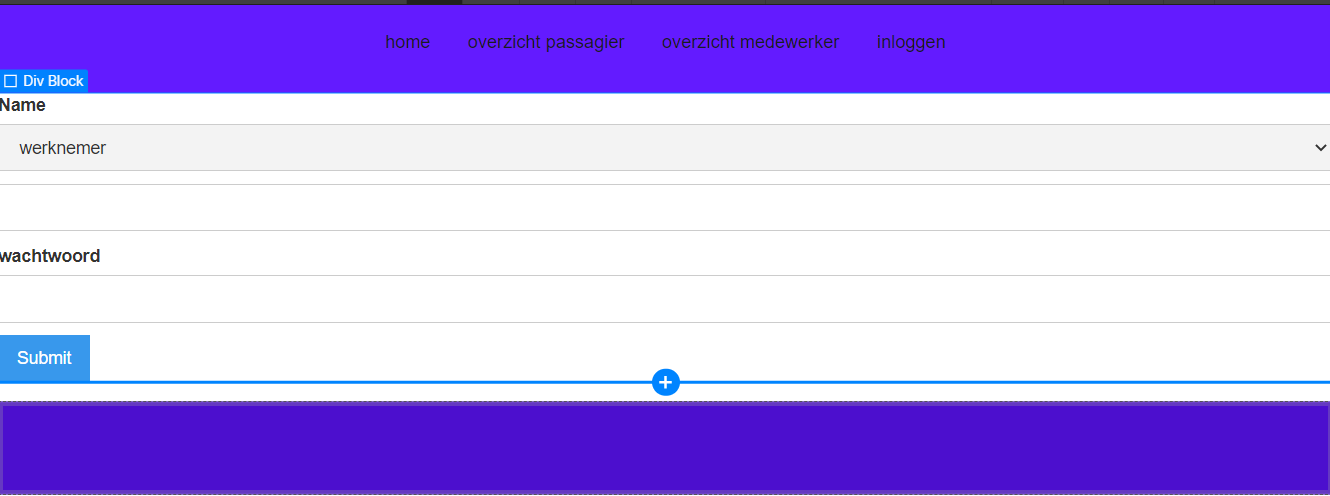 home overzicht passagier overzicht medewerker inloggen
Div Block
Name
werknemer
wachtwoord
Submit